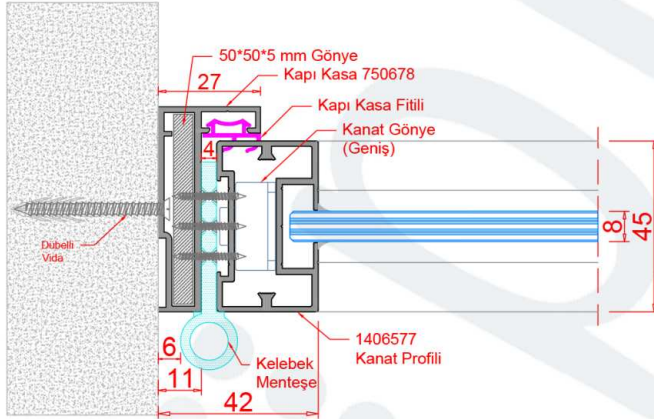 50*50*5 mm Gönye
27
Kapı Kasa 750678
Kapı Kasa Fitili
Kanat Gönye
(Geniş)
4
Dübelli
Vida
8
45
6
11
42
Kelebek
Menteşe
1406577
Kanat Profili